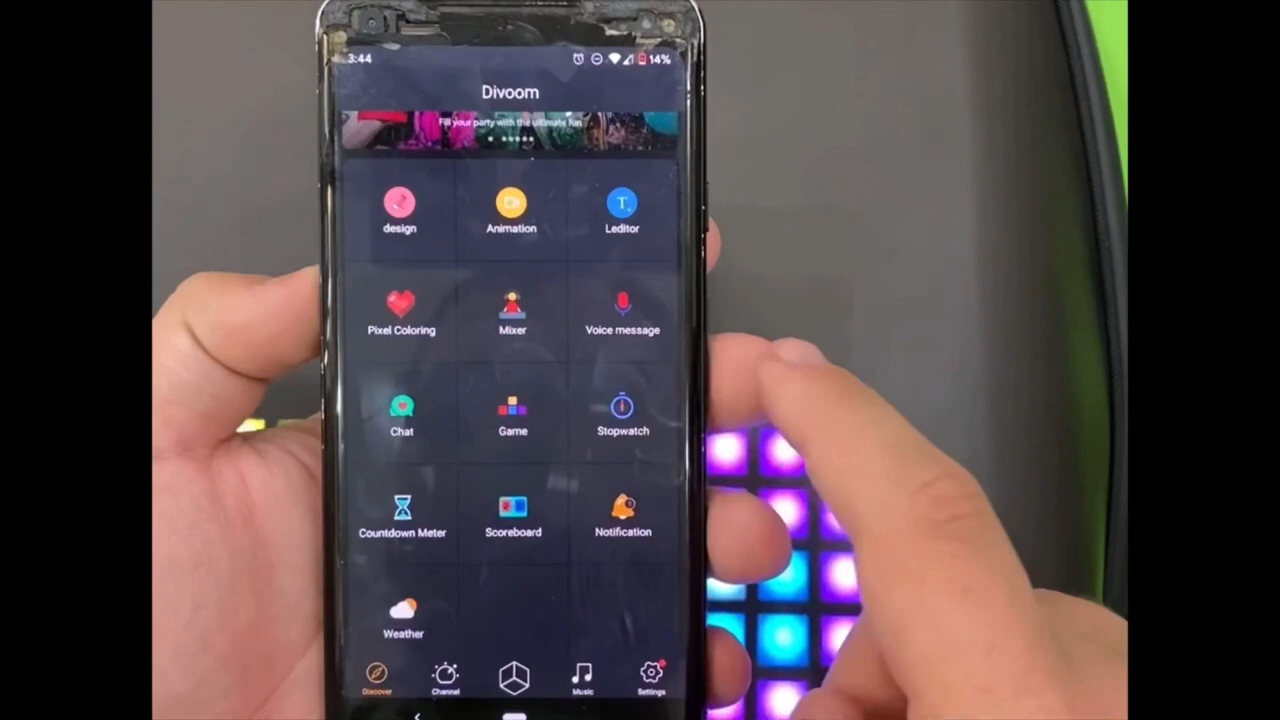 3:44 14%
Divoom
Fill your party with the ultimate fun
design Animation Leditor
Pixel Coloring Mixer Voice message
Chat Game Stopwatch
Countdown Meter Scoreboard Notification
Weather
Discover Channel Music Settings